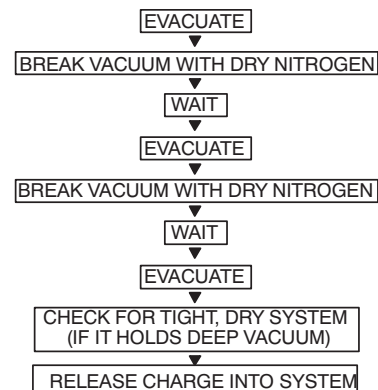 EVACUATE
BREAK VACUUM WITH DRY NITROGEN
WAIT
EVACUATE
BREAK VACUUM WITH DRY NITROGEN
WAIT
EVACUATE
CHECK FOR TIGHT, DRY SYSTEM
(IF IT HOLDS DEEP VACUUM)
RELEASE CHARGE INTO SYSTEM